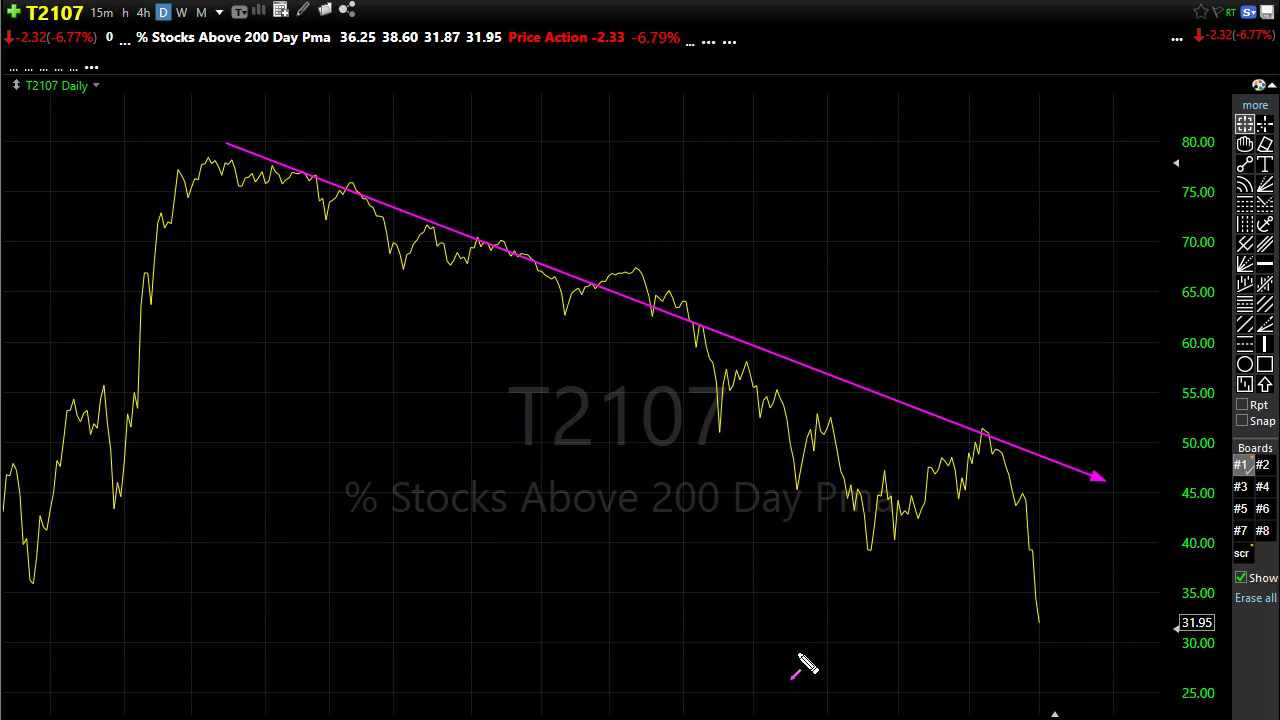 T2107 15m h 4h D W M RT S
-2.32(-6.77%) 0 ... % Stocks Above 200 Day Pma 36.25 38.60 31.87 31.95 Price Action -2.33 -6.79% ... ... ... ... -2.32(-6.77%)
... ... ... ... ... ...
T2107 Daily
more
T
80.00
75.00
70.00
65.00
60.00
55.00
50.00
45.00
40.00
35.00
31.95
30.00
25.00
T2107
% Stocks Above 200 Day Pma
Rpt
Snap
Boards
#1 #2
#3 #4
#5 #6
#7 #8
scr
Show
Erase all